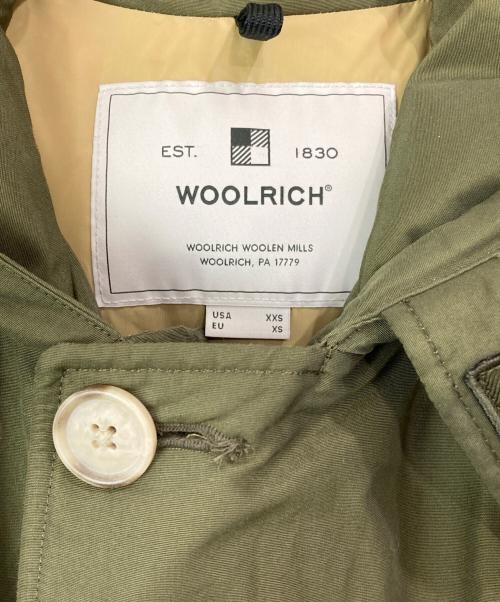 EST. 1830
WOOLRICH®
WOOLRICH WOOLEN MILLS
WOOLRICH, PA 17779
USA XXS
EU XS